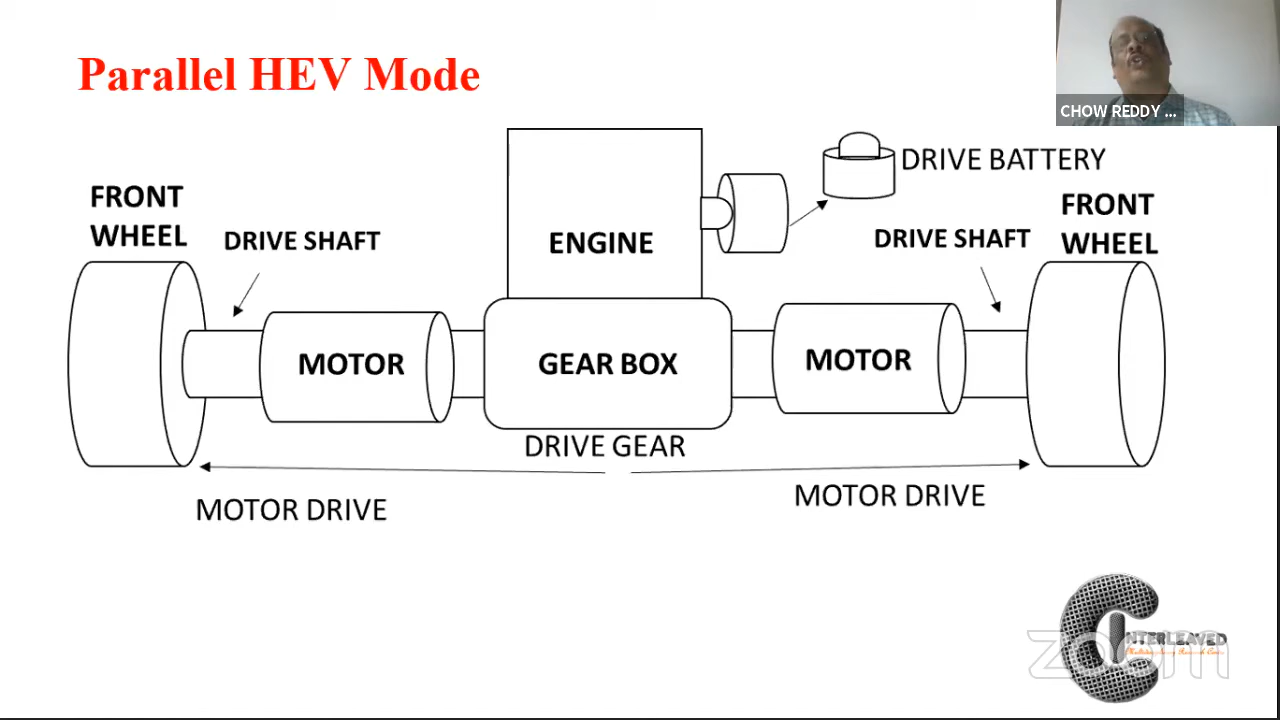 Parallel HEV Mode
CHOW REDDY ...
DRIVE BATTERY
FRONT
WHEEL
DRIVE SHAFT
ENGINE
DRIVE SHAFT
FRONT
WHEEL
MOTOR
GEAR BOX
MOTOR
DRIVE GEAR
MOTOR DRIVE
MOTOR DRIVE
INTERLEAVED
zoom